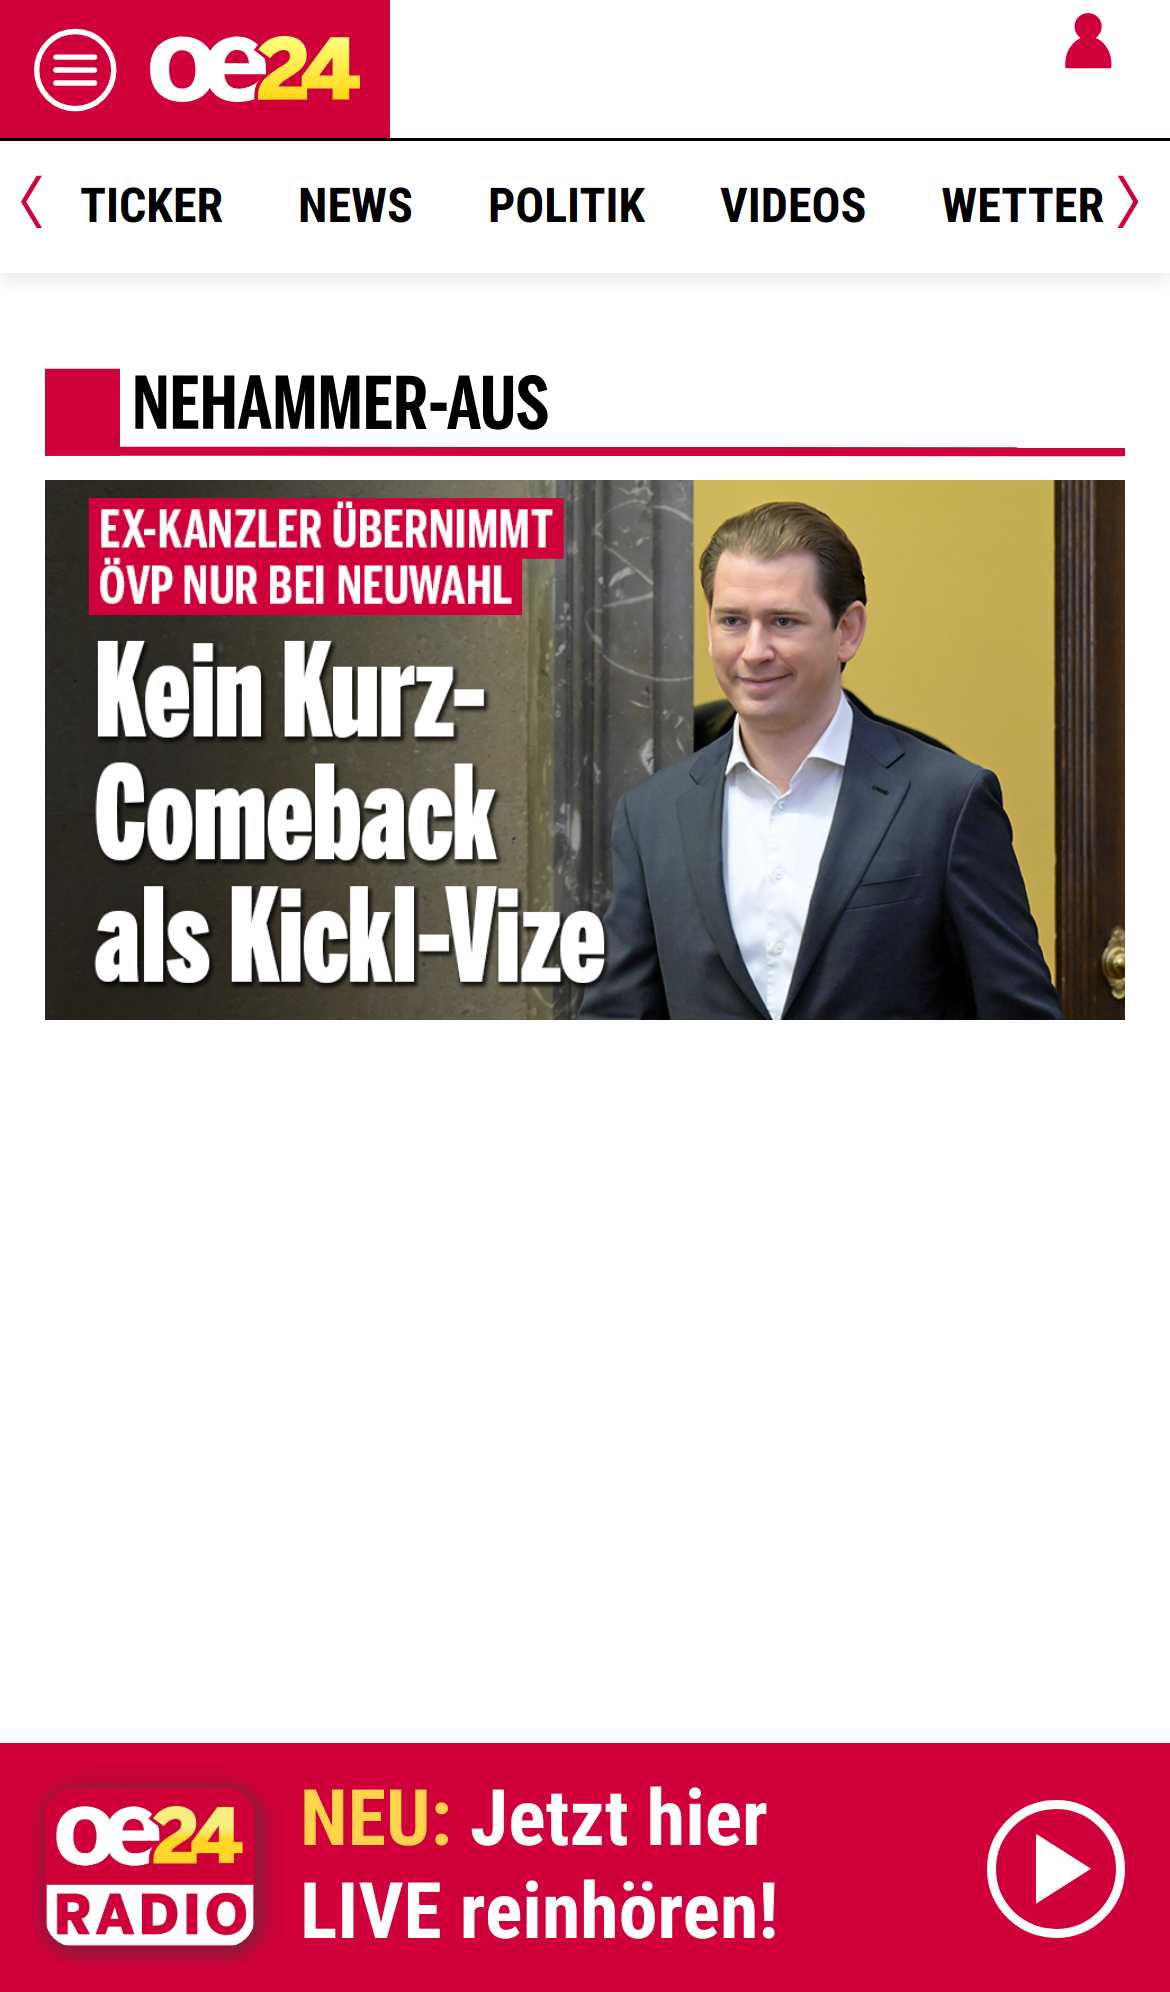 oe24
TICKER NEWS POLITIK VIDEOS WETTER
NEHAMMER-AUS
EX-KANZLER ÜBERNIMMT
ÖVP NUR BEI NEUWAHL
Kein Kurz-
Comeback
als Kickl-Vize
oe24
RADIO
NEU: Jetzt hier
LIVE reinhören!